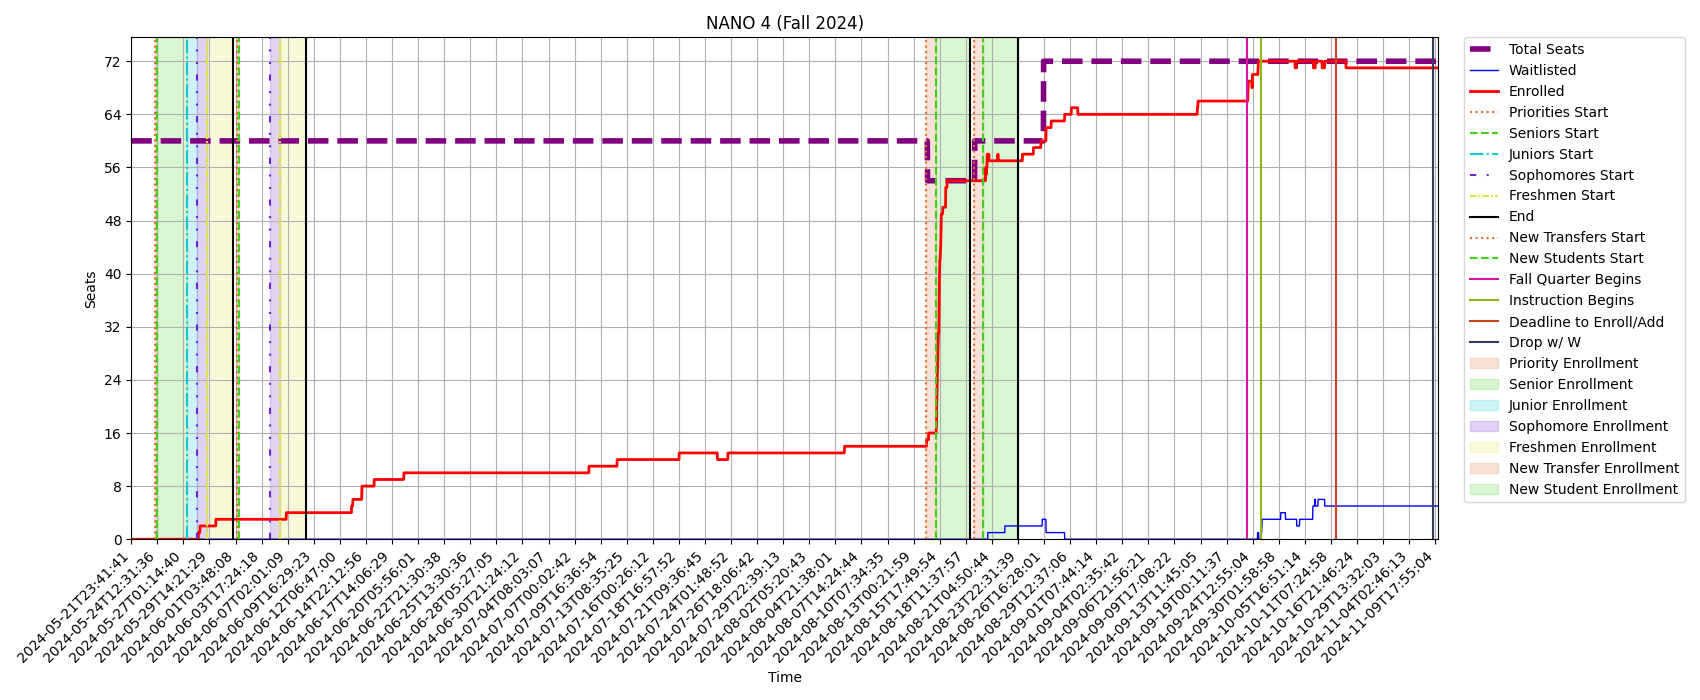 NANO 4 (Fall 2024)
72
64
56
48
40
32
24
16
8
0
Seats
2024-05-21T23:41:41
2024-05-24T12:31:36
2024-05-27T01:14:40
2024-05-29T14:21:29
2024-06-01T03:48:08
2024-06-03T17:24:18
2024-06-07T02:01:09
2024-06-09T16:29:23
2024-06-12T06:47:00
2024-06-14T22:12:56
2024-06-17T14:06:29
2024-06-20T05:56:01
2024-06-22T21:30:38
2024-06-25T13:30:36
2024-06-28T05:27:05
2024-06-30T21:24:12
2024-07-04T08:03:07
2024-07-07T00:02:42
2024-07-09T16:36:54
2024-07-13T08:35:25
2024-07-16T00:26:12
2024-07-18T16:57:52
2024-07-21T09:36:45
2024-07-24T01:48:52
2024-07-26T18:06:42
2024-07-29T22:39:13
2024-08-02T05:20:43
2024-08-04T21:38:01
2024-08-07T14:24:44
2024-08-10T07:34:35
2024-08-13T00:21:59
2024-08-15T17:49:54
2024-08-18T11:37:57
2024-08-21T04:50:44
2024-08-23T22:31:39
2024-08-26T16:28:01
2024-08-29T12:37:06
2024-09-01T07:44:14
2024-09-04T02:35:42
2024-09-06T21:56:21
2024-09-09T17:08:22
2024-09-13T11:45:05
2024-09-19T00:11:37
2024-09-24T12:55:04
2024-09-30T01:58:58
2024-10-05T16:51:14
2024-10-11T07:24:58
2024-10-16T21:46:24
2024-10-29T13:32:03
2024-11-04T02:46:13
2024-11-09T17:55:04
Time
Total Seats
Waitlisted
Enrolled
Priorities Start
Seniors Start
Juniors Start
Sophomores Start
Freshmen Start
End
New Transfers Start
New Students Start
Fall Quarter Begins
Instruction Begins
Deadline to Enroll/Add
Drop w/ W
Priority Enrollment
Senior Enrollment
Junior Enrollment
Sophomore Enrollment
Freshmen Enrollment
New Transfer Enrollment
New Student Enrollment